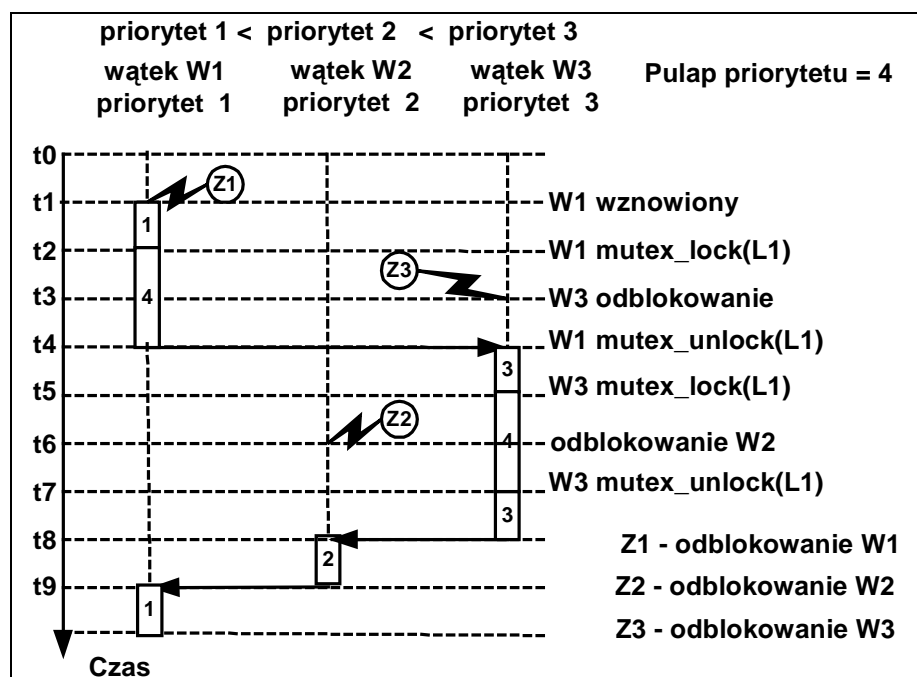 priorytet 1 < priorytet 2 < priorytet 3
wątek W1 wątek W2 wątek W3 Pulap priorytetu = 4
priorytet 1 priorytet 2 priorytet 3
t0
Z1
t1 W1 wznowiony
1
t2 W1 mutex_lock(L1)
Z3
t3 4 W3 odblokowanie
t4 W1 mutex_unlock(L1)
3
t5 W3 mutex_lock(L1)
Z2
t6 4 odblokowanie W2
t7 W3 mutex_unlock(L1)
3
t8 Z1 - odblokowanie W1
2
t9 Z2 - odblokowanie W2
1
Z3 - odblokowanie W3
Czas